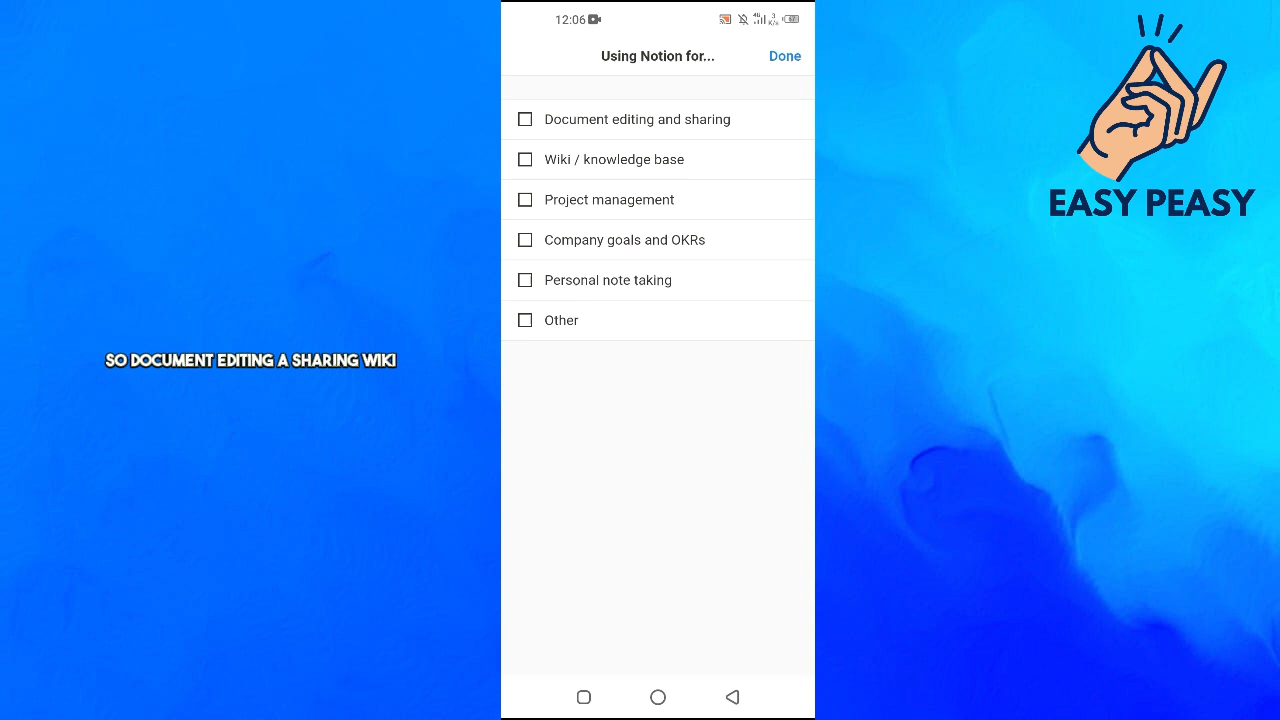 12:06
Using Notion for...
Done
Document editing and sharing
Wiki / knowledge base
Project management
Company goals and OKRs
Personal note taking
Other
SO DOCUMENT EDITING A SHARING WIKI
EASY PEASY